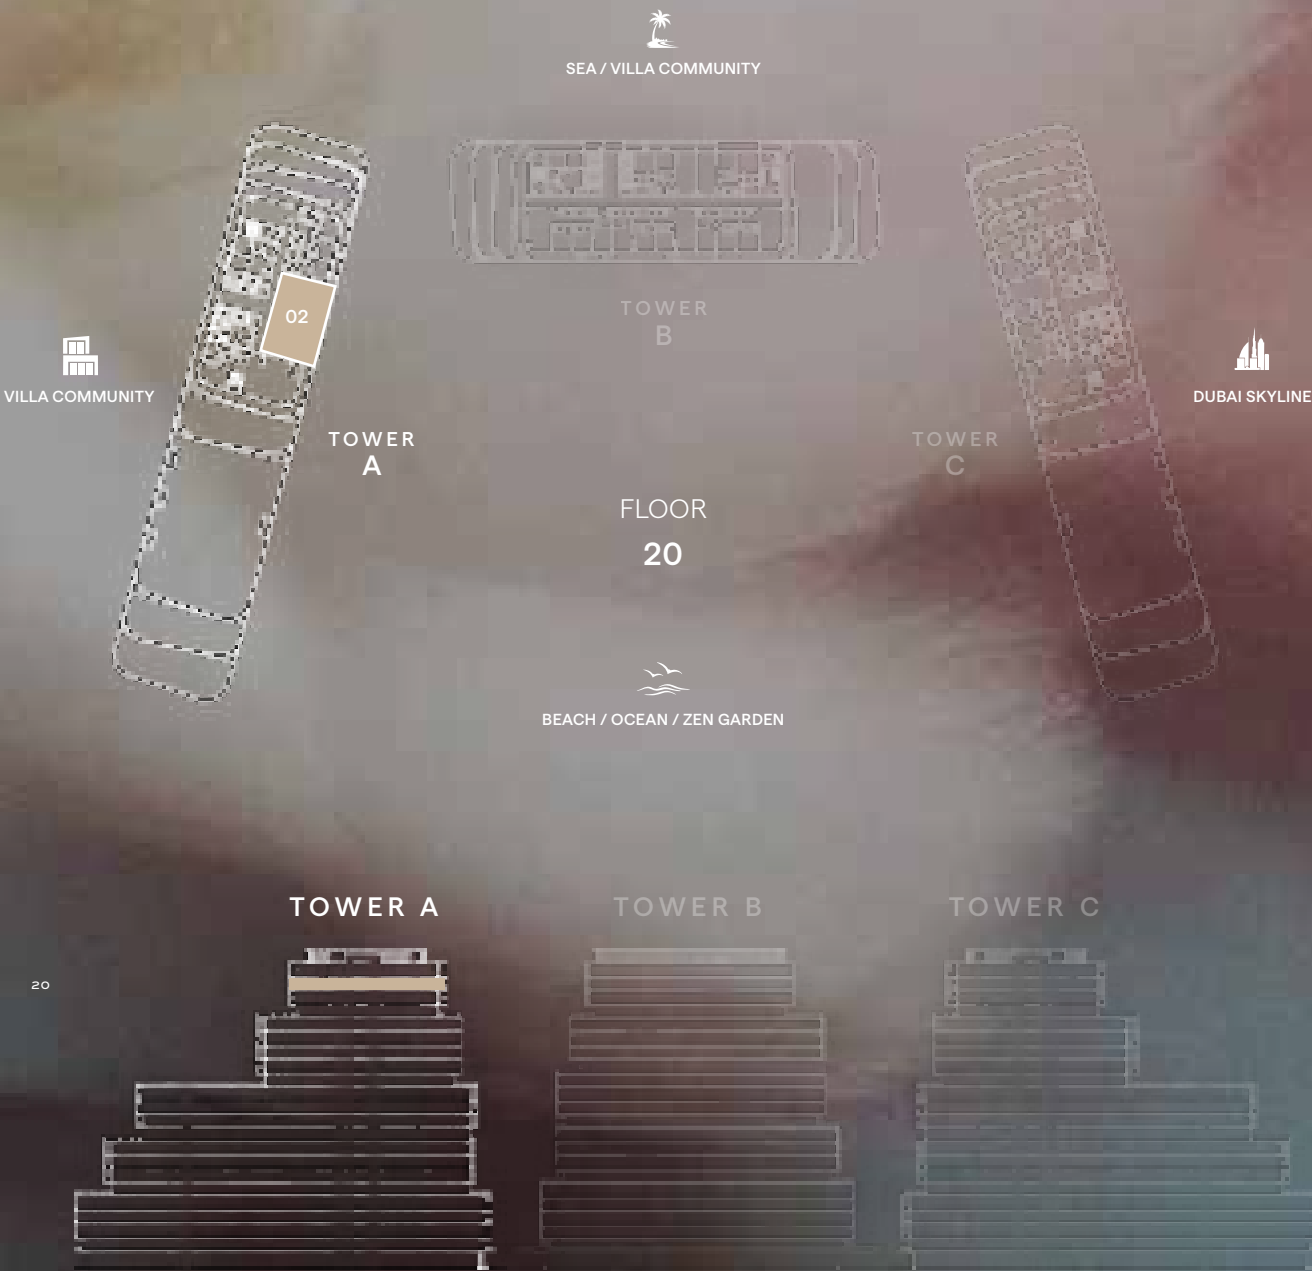 SEA / VILLA COMMUNITY
02
TOWER
B
VILLA COMMUNITY
DUBAI SKYLINE
TOWER
A
TOWER
C
FLOOR
20
BEACH / OCEAN / ZEN GARDEN
TOWER A
TOWER B
TOWER C
20